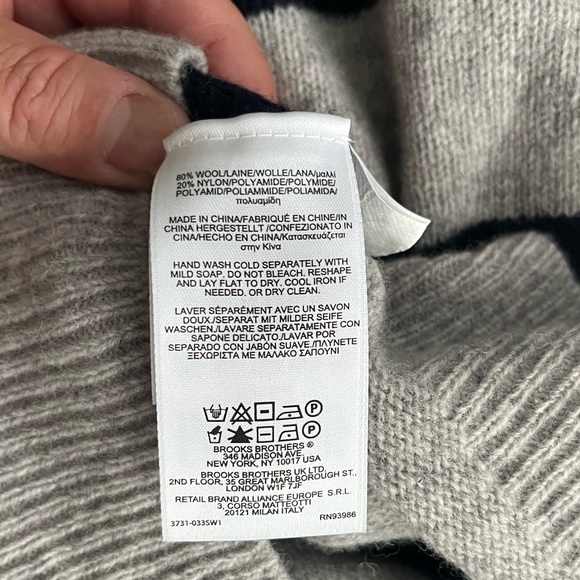 80% WOOL/LAINE/WOLLE/LANA/μαλλί
20% NYLON/POLYAMIDE/POLYMIDE/
POLYAMID/POLIAMMIDE/POLIAMIDA/
πολυαμίδη
MADE IN CHINA/FABRIQUÉ EN CHINE/IN
CHINA HERGESTELLT /CONFEZIONATO IN
CINA/HECHO EN CHINA/Κατασκευάζεται
στην Κίνα
HAND WASH COLD SEPARATELY WITH
MILD SOAP. DO NOT BLEACH. RESHAPE
AND LAY FLAT TO DRY. COOL IRON IF
NEEDED. OR DRY CLEAN.
LAVER SÉPARÉMENT AVEC UN SAVON
DOUX./SEPARAT MIT MILDER SEIFE
WASCHEN./LAVARE SEPARATAMENTE CON
SAPONE DELICATO./LAVAR POR
SEPARADO CON JABÓN SUAVE./ΠΛΥΝΕΤΕ
ΞΕΧΩΡΙΣΤΑ ΜΕ ΜΑΛΑΚΟ ΣΑΠΟΥΝΙ
BROOKS BROTHERS ®
346 MADISON AVE.
NEW YORK, NY 10017 USA
BROOKS BROTHERS UK LTD.
2ND FLOOR, 35 GREAT MARLBOROUGH ST.,
LONDON W1F 7JF
RETAIL BRAND ALLIANCE EUROPE S.R.L.
3, CORSO MATTEOTTI
20121 MILAN ITALY
3731-033SW1 RN93986